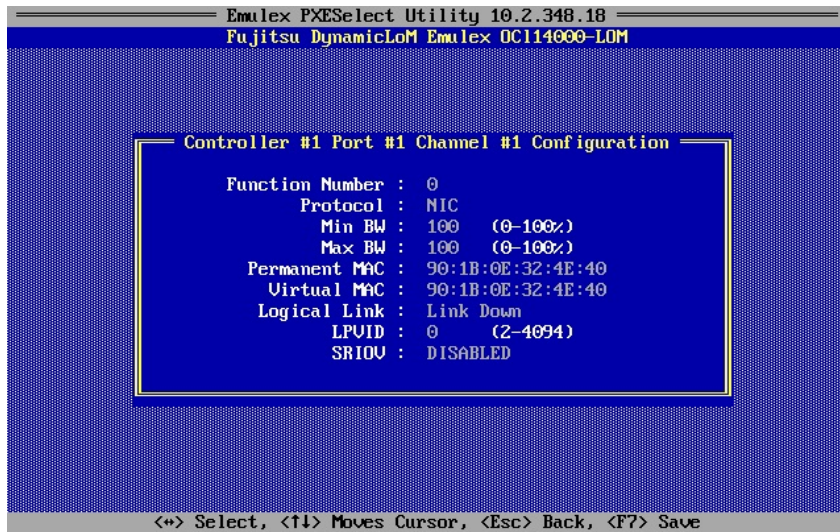 Emulex PXESelect Utility 10.2.348.18
Fujitsu DynamicLoM Emulex OCl14000-LOM
Controller #1 Port #1 Channel #1 Configuration
Function Number : 0
Protocol : NIC
Min BW : 100 (0-100%)
Max BW : 100 (0-100%)
Permanent MAC : 90:1B:0E:32:4E:40
Virtual MAC : 90:1B:0E:32:4E:40
Logical Link : Link Down
LPVID : 0 (2-4094)
SRIOV : DISABLED
<↔> Select, <↑↓> Moves Cursor, <Esc> Back, <F7> Save